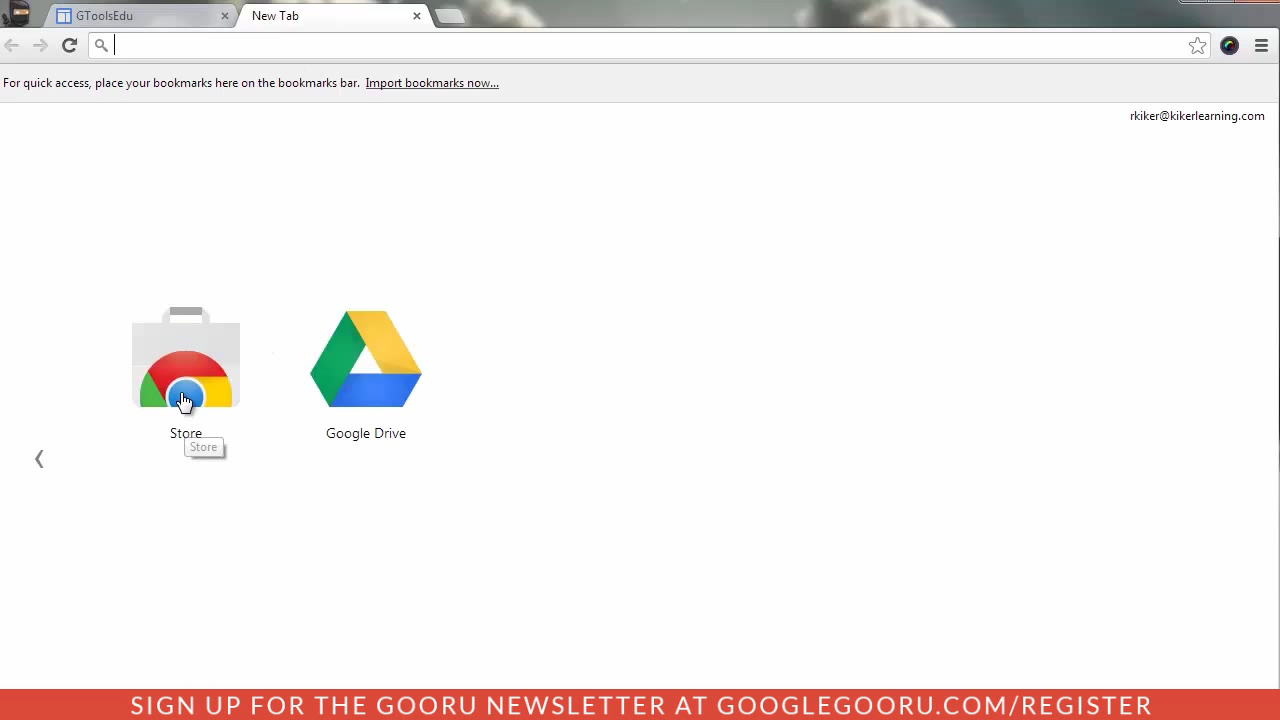 GToolsEdu
New Tab
For quick access, place your bookmarks here on the bookmarks bar. Import bookmarks now...
rkiker@kikerlearning.com
Store
Google Drive
Store
SIGN UP FOR THE GOORU NEWSLETTER AT GOOGLEGOORU.COM/REGISTER